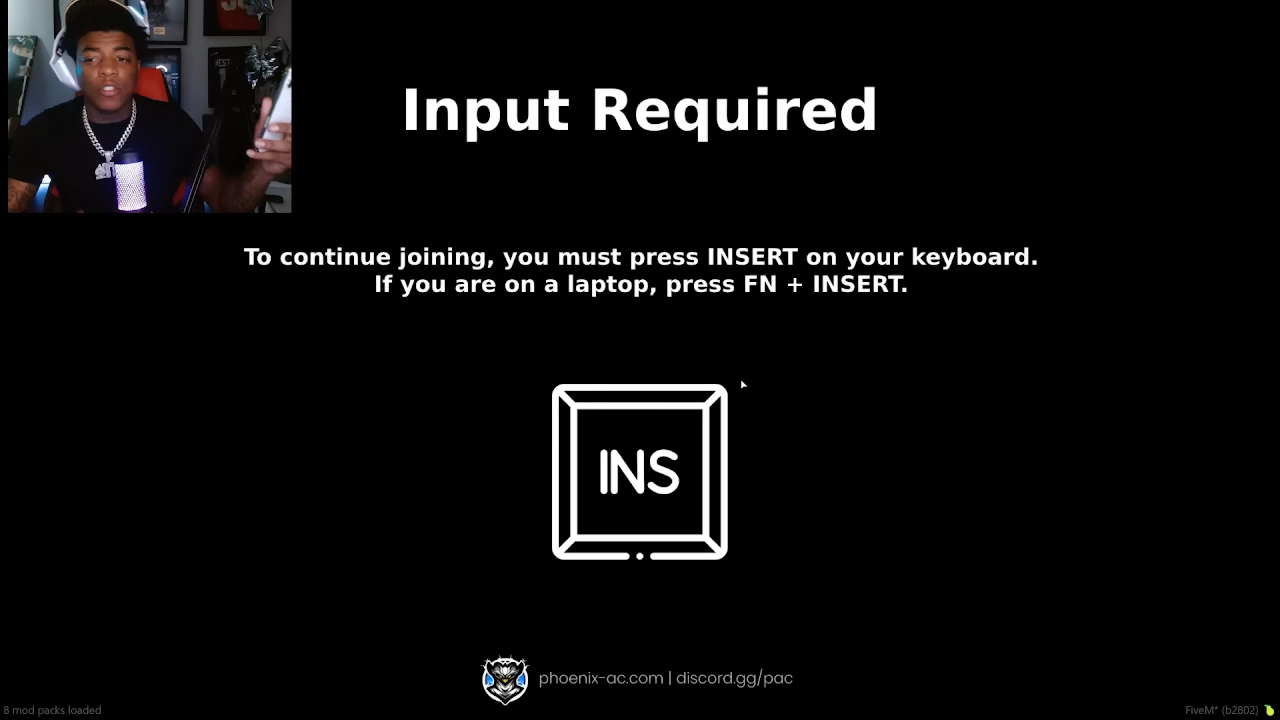 Input Required
To continue joining, you must press INSERT on your keyboard.
If you are on a laptop, press FN + INSERT.
INS
phoenix-ac.com | discord.gg/pac
8 mod packs loaded
FiveM* (b2802)